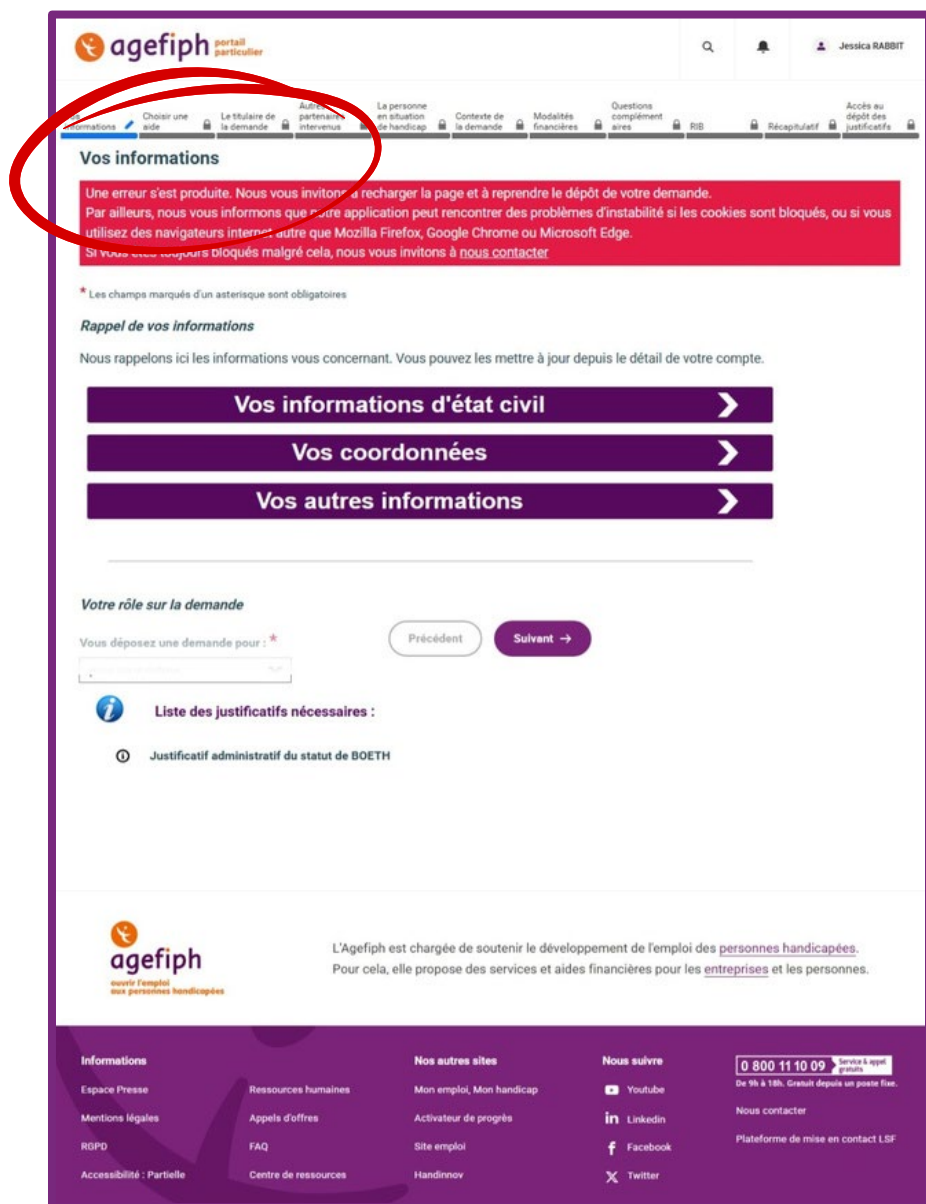 agefiph portail
particulier
Jessica RABBIT
Vos
informations
Choisir une
aide
Le titulaire de
la demande
Autres
partenaires
intervenus
La personne
en situation
de handicap
Contexte de
la demande
Modalités
financières
Questions
complément
aires
RIB
Récapitulatif
Accès au
dépôt des
justificatifs
Vos informations
Une erreur s'est produite. Nous vous invitons à recharger la page et à reprendre le dépôt de votre demande.
Par ailleurs, nous vous informons que notre application peut rencontrer des problèmes d'instabilité si les cookies sont bloqués, ou si vous
utilisez des navigateurs internet autre que Mozilla Firefox, Google Chrome ou Microsoft Edge.
Si vous êtes toujours bloqués malgré cela, nous vous invitons à nous contacter
* Les champs marqués d'un asterisque sont obligatoires
Rappel de vos informations
Nous rappelons ici les informations vous concernant. Vous pouvez les mettre à jour depuis le détail de votre compte.
Vos informations d'état civil
Vos coordonnées
Vos autres informations
Votre rôle sur la demande
Vous déposez une demande pour : *
Précédent
Suivant →
Liste des justificatifs nécessaires :
Justificatif administratif du statut de BOETH
agefiph
ouvrir l'emploi
aux personnes handicapées
L'Agefiph est chargée de soutenir le développement de l'emploi des personnes handicapées.
Pour cela, elle propose des services et aides financières pour les entreprises et les personnes.
Informations
Espace Presse
Mentions légales
RGPD
Accessibilité : Partielle
Ressources humaines
Appels d'offres
FAQ
Centre de ressources
Nos autres sites
Mon emploi, Mon handicap
Activateur de progrès
Site emploi
Handinnov
Nous suivre
Youtube
Linkedin
Facebook
Twitter
0 800 11 10 09 Service & appel
gratuits
De 9h à 18h. Gratuit depuis un poste fixe.
Nous contacter
Plateforme de mise en contact LSF